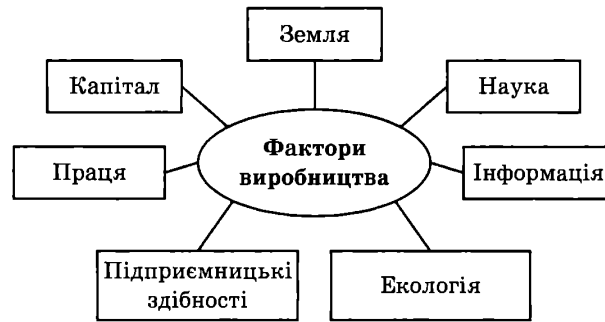 Земля
Капітал
Наука
Фактори
виробництва
Праця
Інформація
Підприємницькі
здібності
Екологія